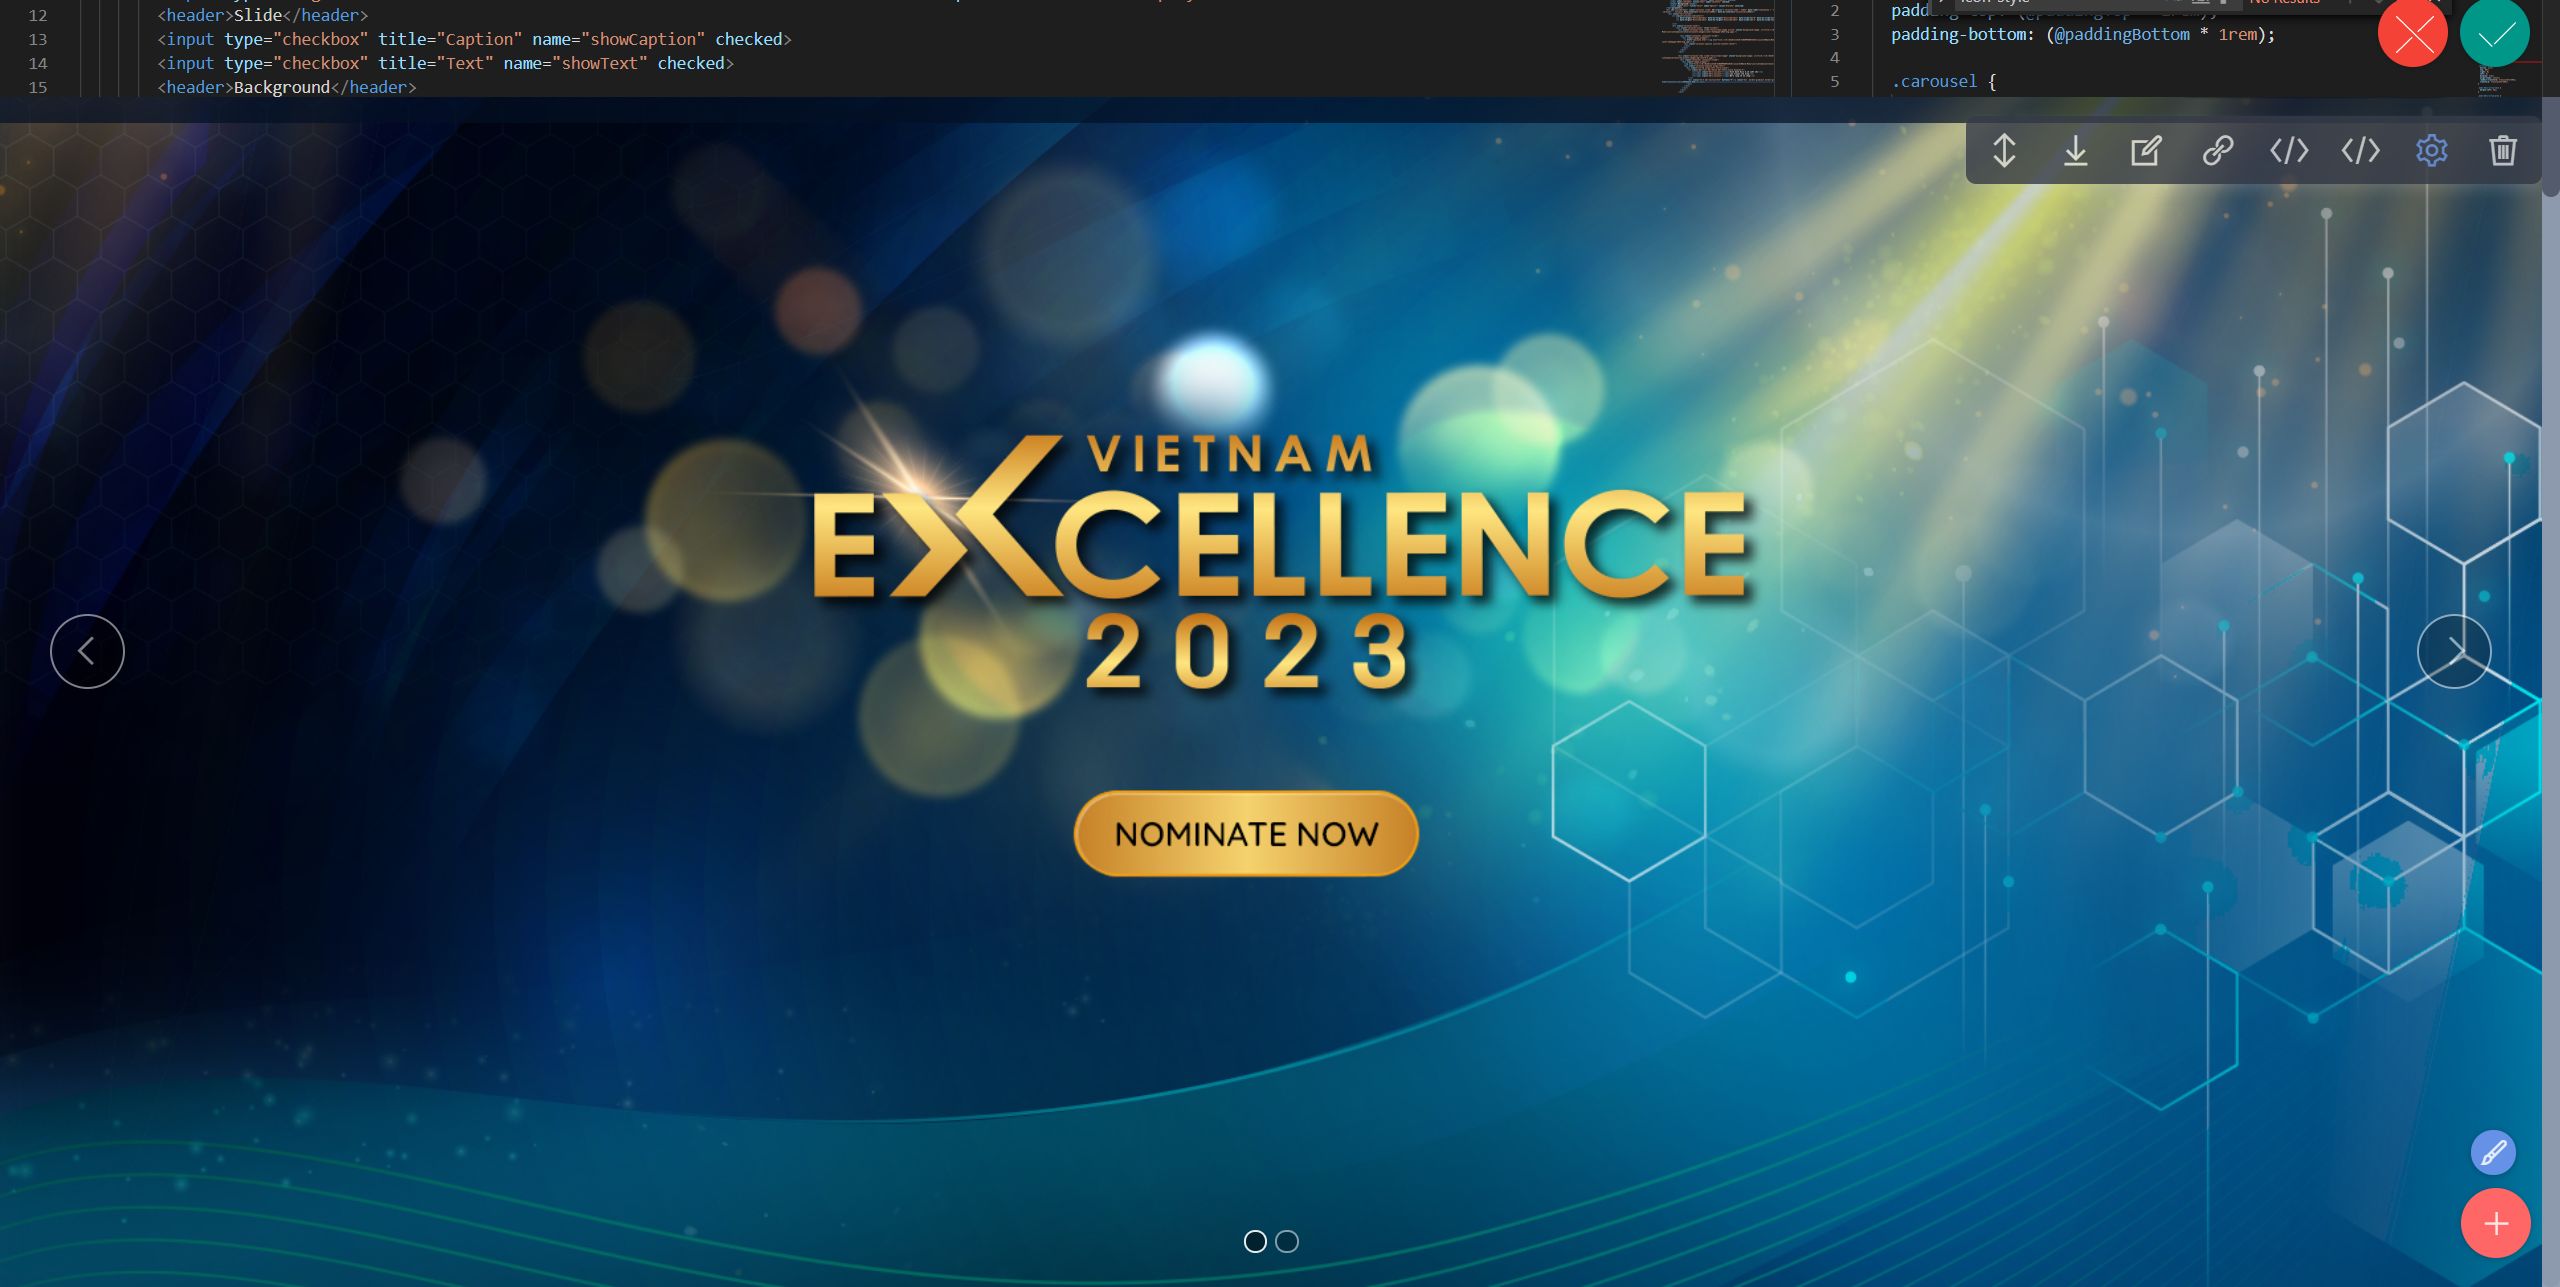 12 <header>Slide</header>
13 <input type="checkbox" title="Caption" name="showCaption" checked>
14 <input type="checkbox" title="Text" name="showText" checked>
15 <header>Background</header>
No Results
2
3 padding-bottom: (@paddingBottom * 1rem);
4
5 .carousel {
VIETNAM
EXCELLENCE
2023
NOMINATE NOW